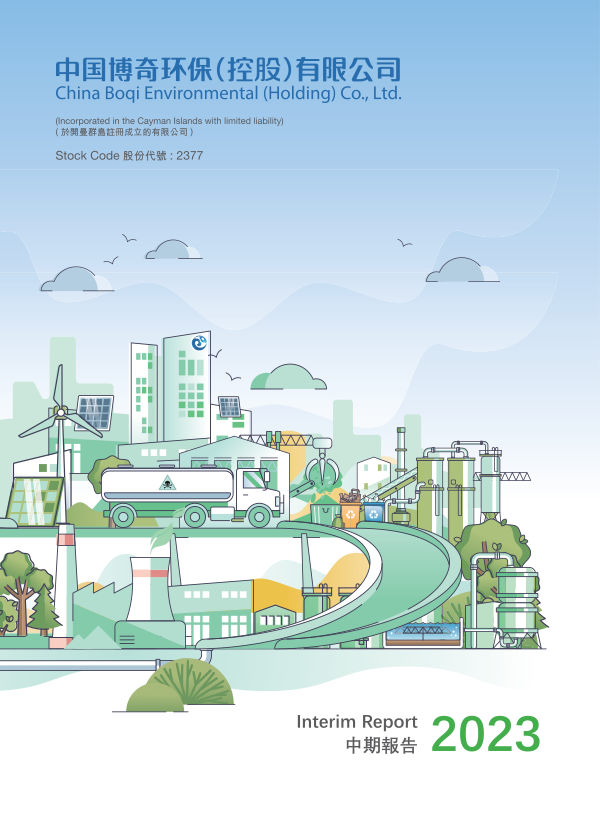 中国博奇环保(控股)有限公司
China Boqi Environmental (Holding) Co., Ltd.
(Incorporated in the Cayman Islands with limited liability)
(於開曼群島註冊成立的有限公司)
Stock Code 股份代號 : 2377
Interim Report
中期報告
2023